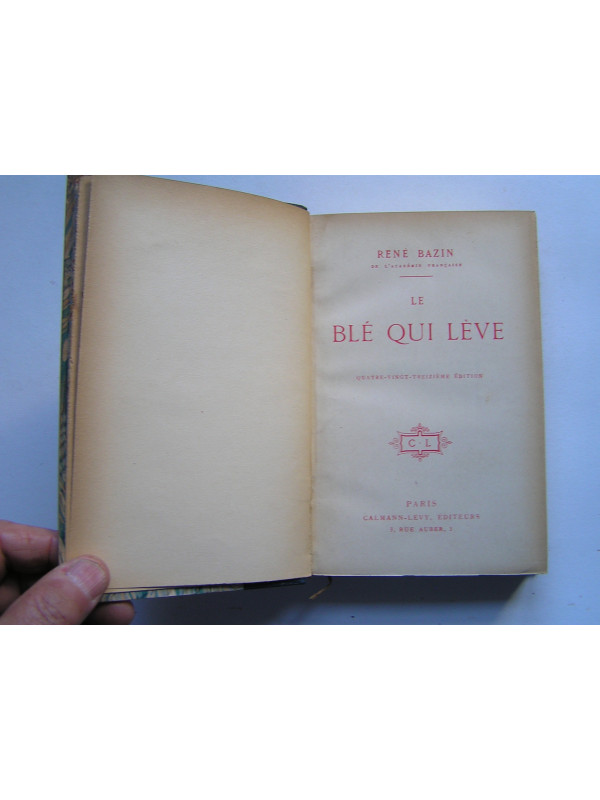 RENÉ BAZIN
DE L'ACADÉMIE FRANÇAISE
LE
BLÉ QUI LÈVE
QUATRE-VINGT-TREIZIÈME ÉDITION
C L
PARIS
CALMANN-LÉVY, ÉDITEURS
3, RUE AUBER, 3